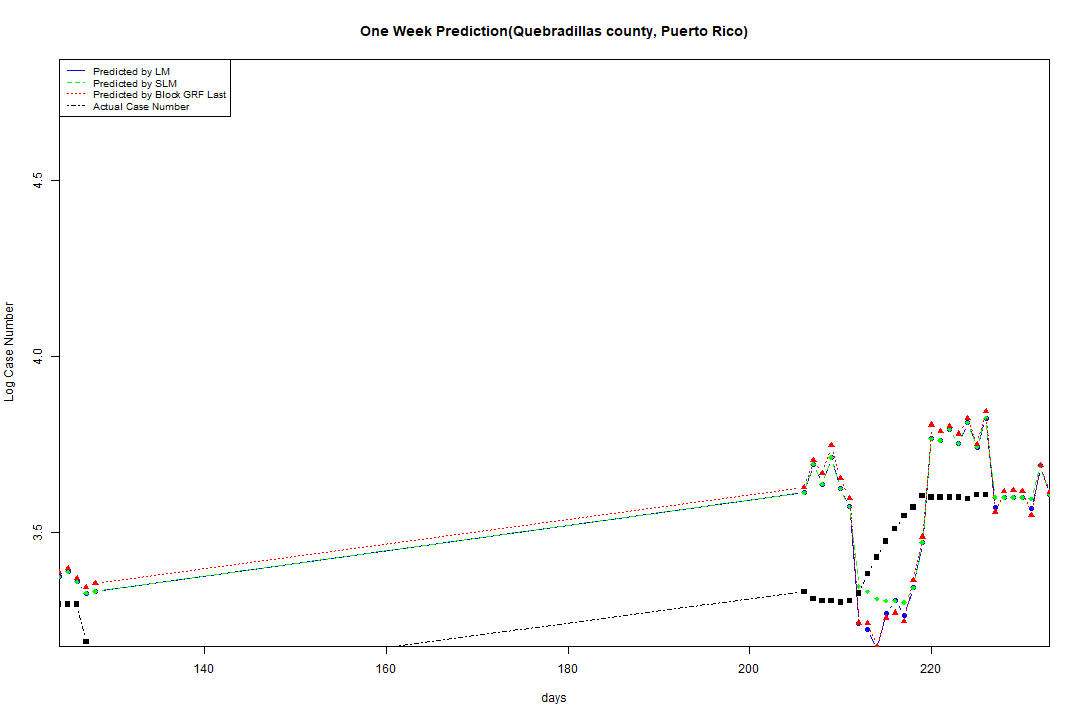 One Week Prediction(Quebradillas county, Puerto Rico)
Predicted by LM
Predicted by SLM
Predicted by Block GRF Last
Actual Case Number
4.5
4.0
3.5
Log Case Number
140 160 180 200 220
days